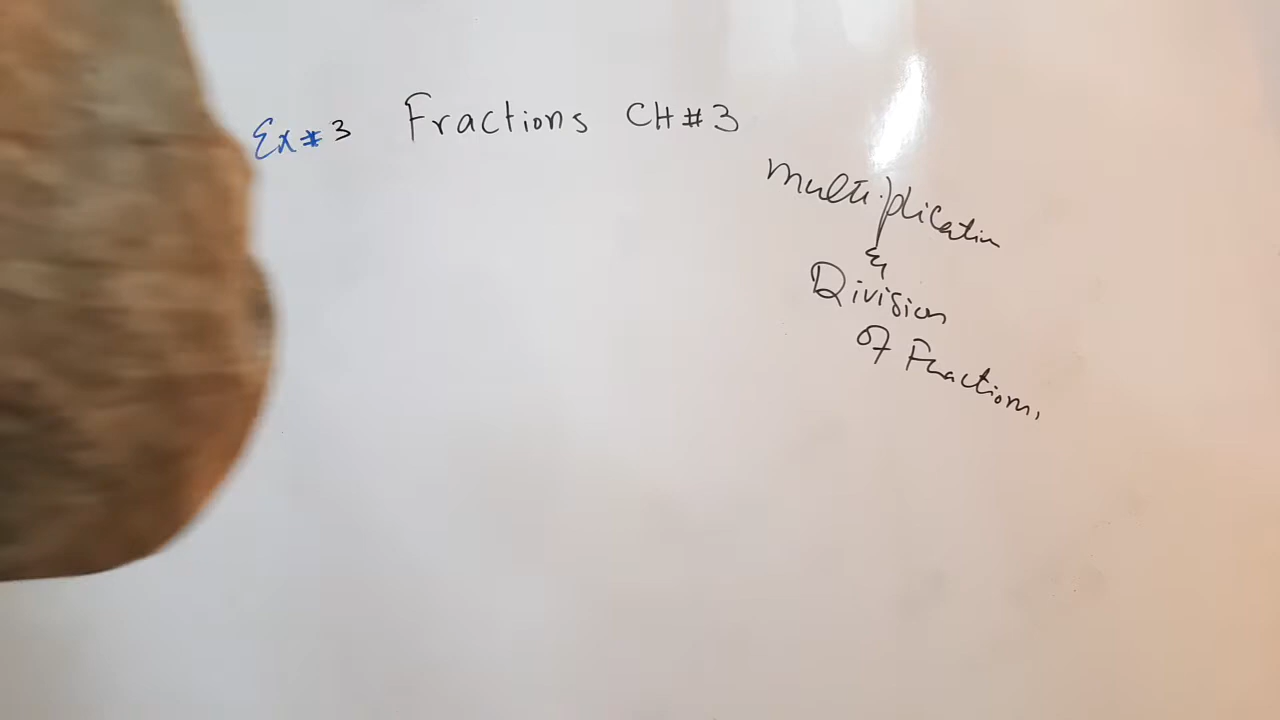 Ex#3 Fractions CH#3
Multiplication
&
Division
of Fractions,